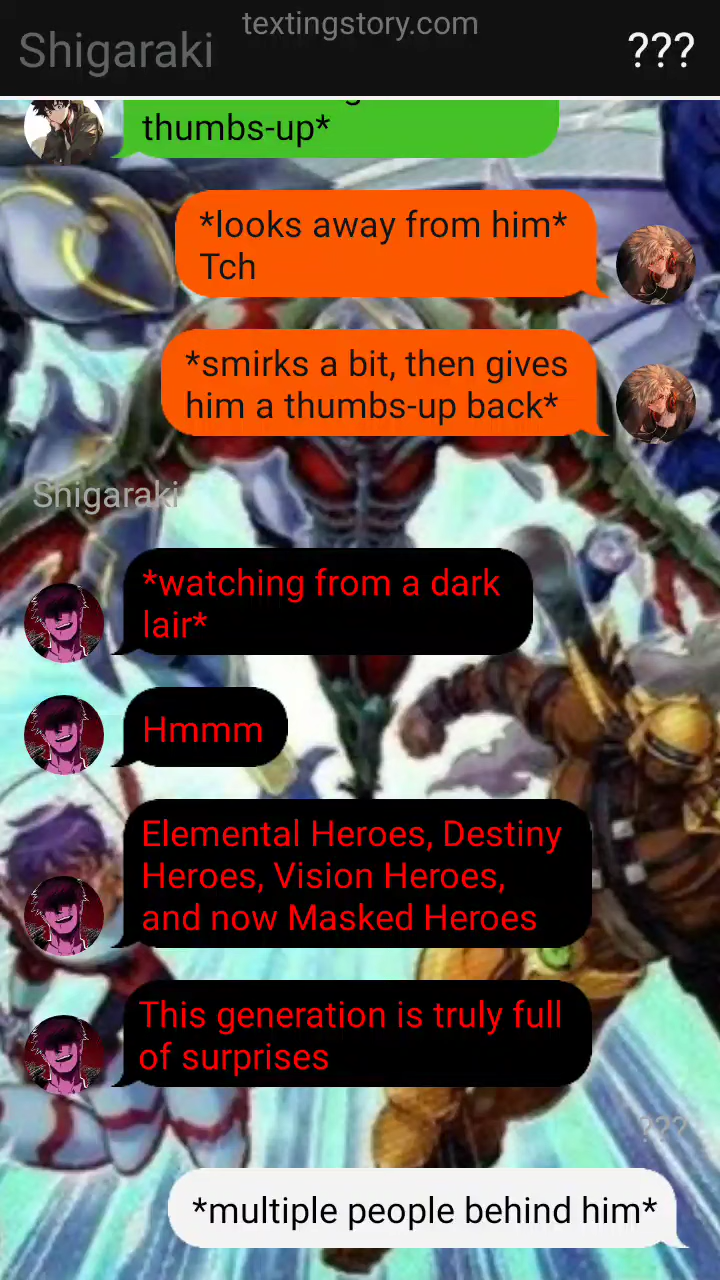 textingstory.com
Shigaraki
???
thumbs-up*
*looks away from him*
Tch
*smirks a bit, then gives
him a thumbs-up back*
Shigaraki
*watching from a dark
lair*
Hmmm
Elemental Heroes, Destiny
Heroes, Vision Heroes,
and now Masked Heroes
This generation is truly full
of surprises
???
*multiple people behind him*